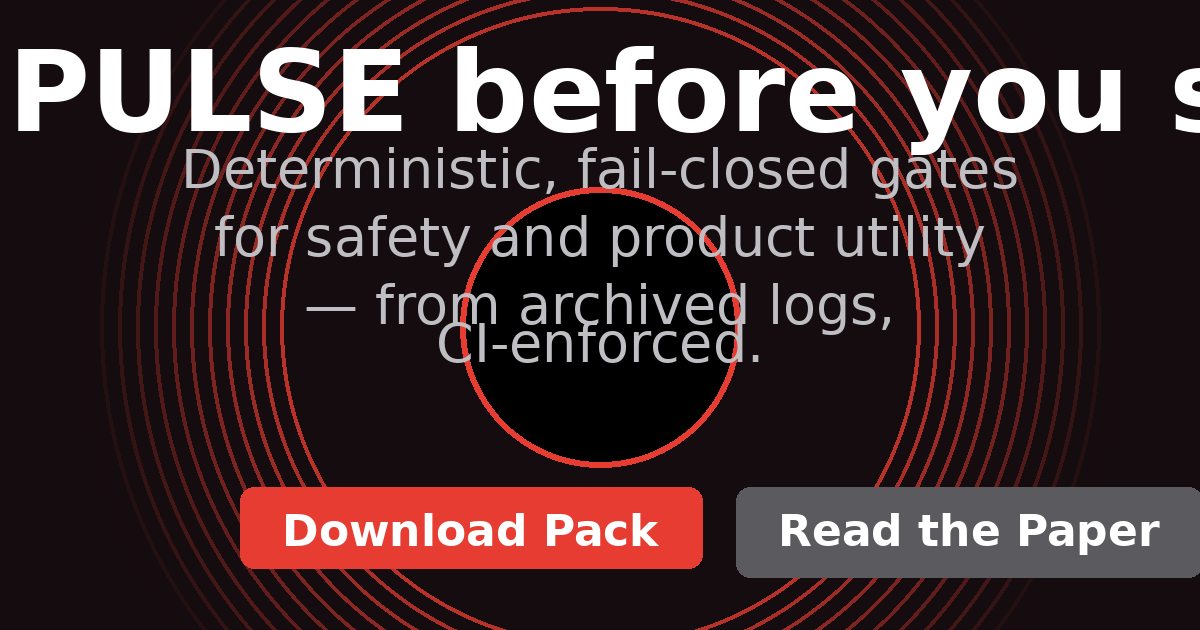 PULSE before you s
Deterministic, fail-closed gates
for safety and product utility
— from archived logs,
CI-enforced.
Download Pack
Read the Paper